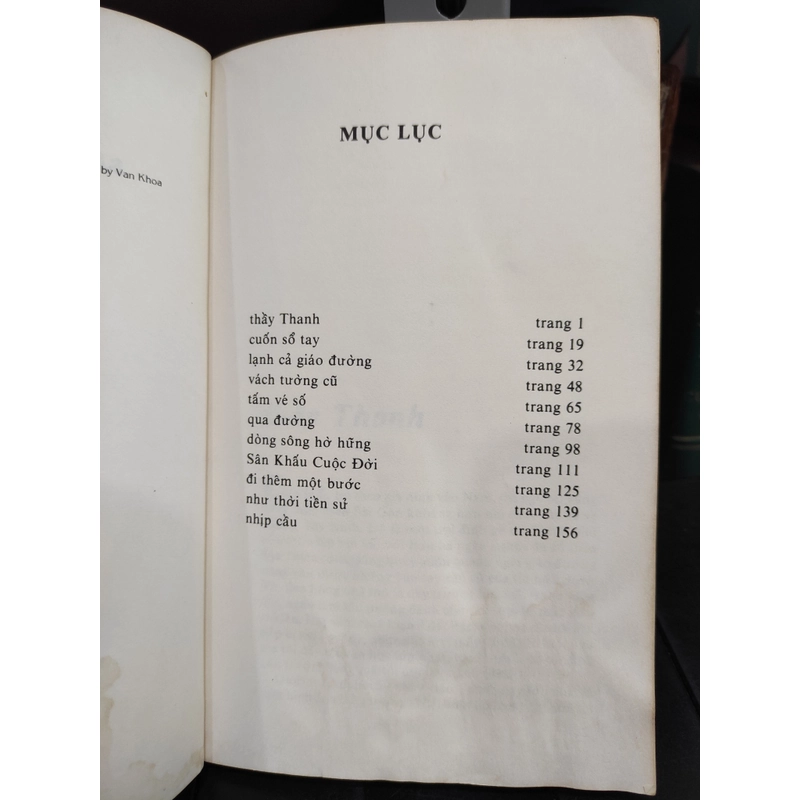 by Van Khoa
MỤC LỤC
thầy Thanh trang 1
cuốn sổ tay trang 19
lạnh cả giáo đường trang 32
vách tường cũ trang 48
tấm vé số trang 65
qua đường trang 78
dòng sông hờ hững trang 98
Sân Khấu Cuộc Đời trang 111
đi thêm một bước trang 125
như thời tiền sử trang 139
nhịp cầu trang 156